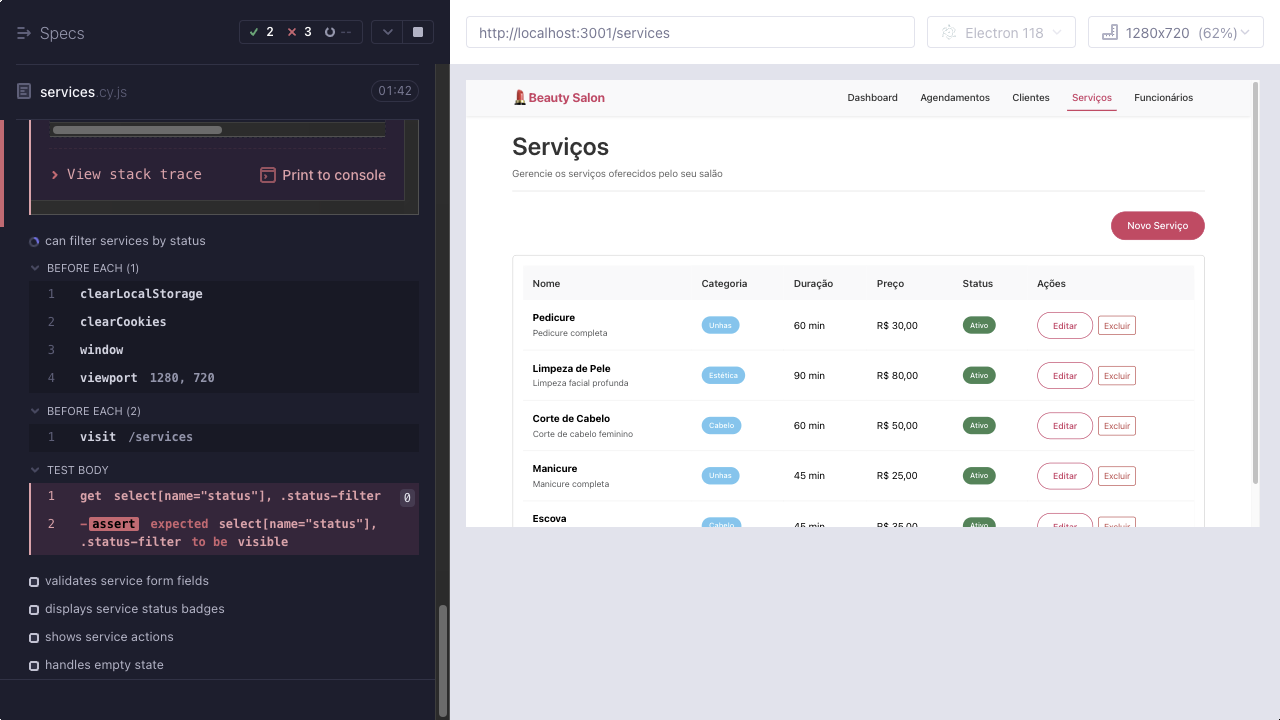 Specs
2
3
--
services.cy.js
01:42
View stack trace
Print to console
can filter services by status
BEFORE EACH (1)
1 clearLocalStorage
2 clearCookies
3 window
4 viewport 1280, 720
BEFORE EACH (2)
1 visit /services
TEST BODY
1 get select[name="status"], .status-filter 0
2 -assert expected select[name="status"],
.status-filter to be visible
validates service form fields
displays service status badges
shows service actions
handles empty state
http://localhost:3001/services
Electron 118
1280x720 (62%)
Beauty Salon
Dashboard Agendamentos Clientes Serviços Funcionários
Serviços
Gerencie os serviços oferecidos pelo seu salão
Novo Serviço
Nome Categoria Duração Preço Status Ações
Pedicure
Pedicure completa
Unhas 60 min R$ 30,00 Ativo Editar Excluir
Limpeza de Pele
Limpeza facial profunda
Estética 90 min R$ 80,00 Ativo Editar Excluir
Corte de Cabelo
Corte de cabelo feminino
Cabelo 60 min R$ 50,00 Ativo Editar Excluir
Manicure
Manicure completa
Unhas 45 min R$ 25,00 Ativo Editar Excluir
Escova
Cabelo 45 min R$ 35,00 Ativo Editar Excluir